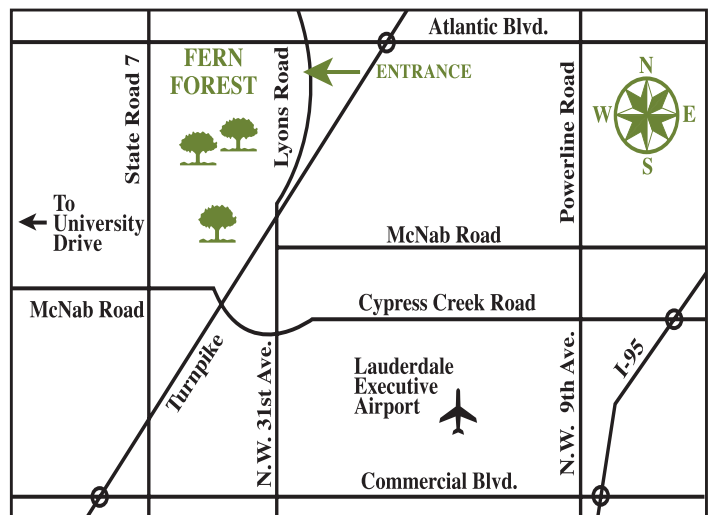 Atlantic Blvd.
FERN
FOREST
ENTRANCE
State Road 7
Lyons Road
Powerline Road
N
W
E
S
To
University
Drive
McNab Road
McNab Road
Cypress Creek Road
Turnpike
N.W. 31st Ave.
Lauderdale
Executive
Airport
N.W. 9th Ave.
I-95
Commercial Blvd.